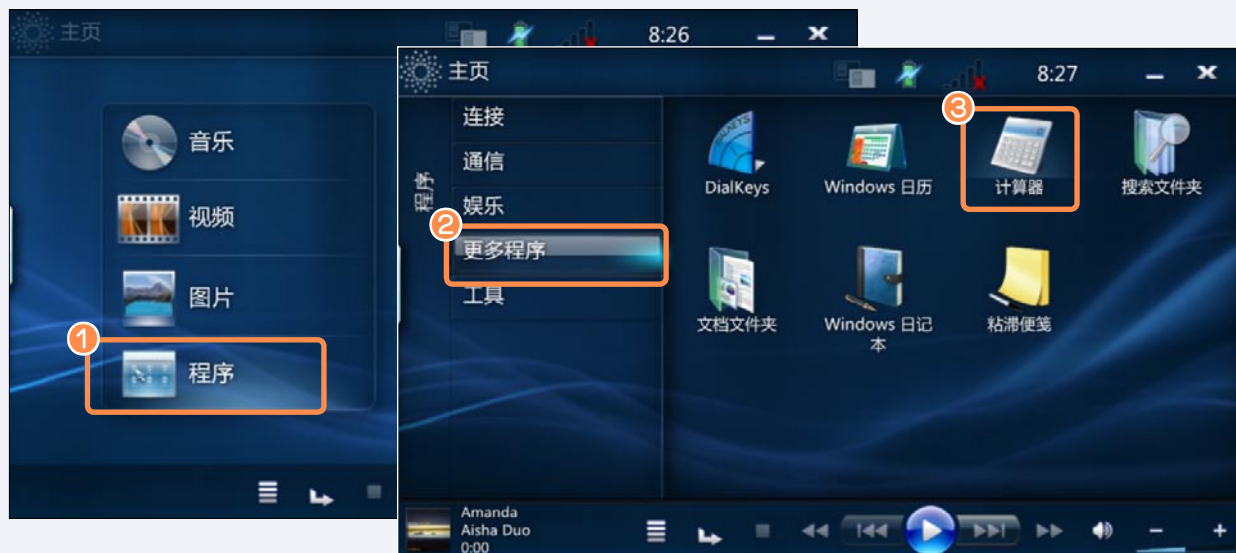 主页
8:26
音乐
视频
图片
① 程序
主页
8:27
程序
连接
通信
娱乐
② 更多程序
工具
DialKeys
Windows 日历
③ 计算器
搜索文件夹
文档文件夹
Windows 日记
本
粘滞便笺
Amanda
Aisha Duo
0:00